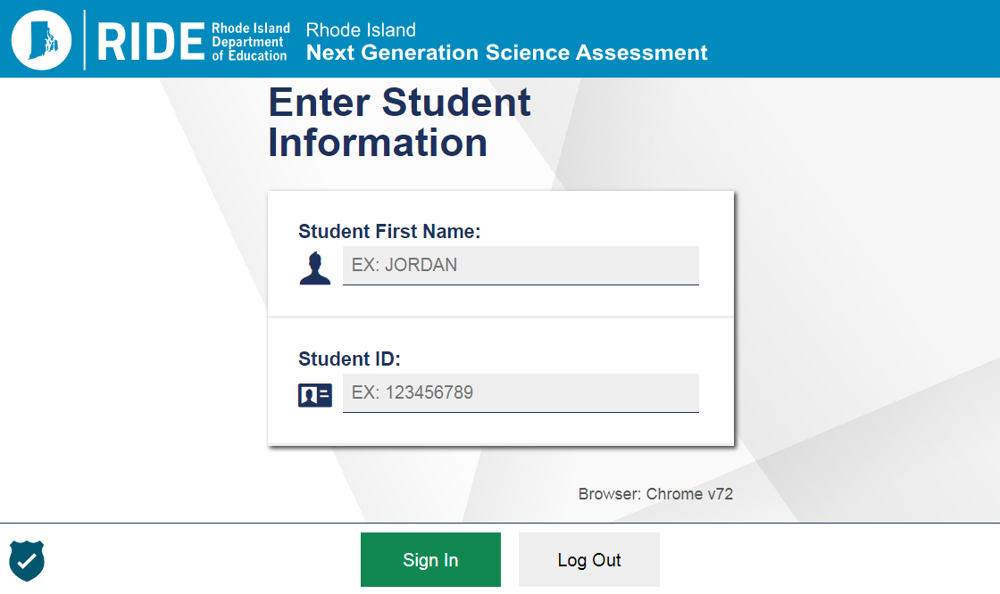 RIDE
Rhode Island
Department
of Education
Rhode Island
Next Generation Science Assessment
Enter Student
Information
Student First Name:
EX: JORDAN
Student ID:
EX: 123456789
Browser: Chrome v72
Sign In
Log Out